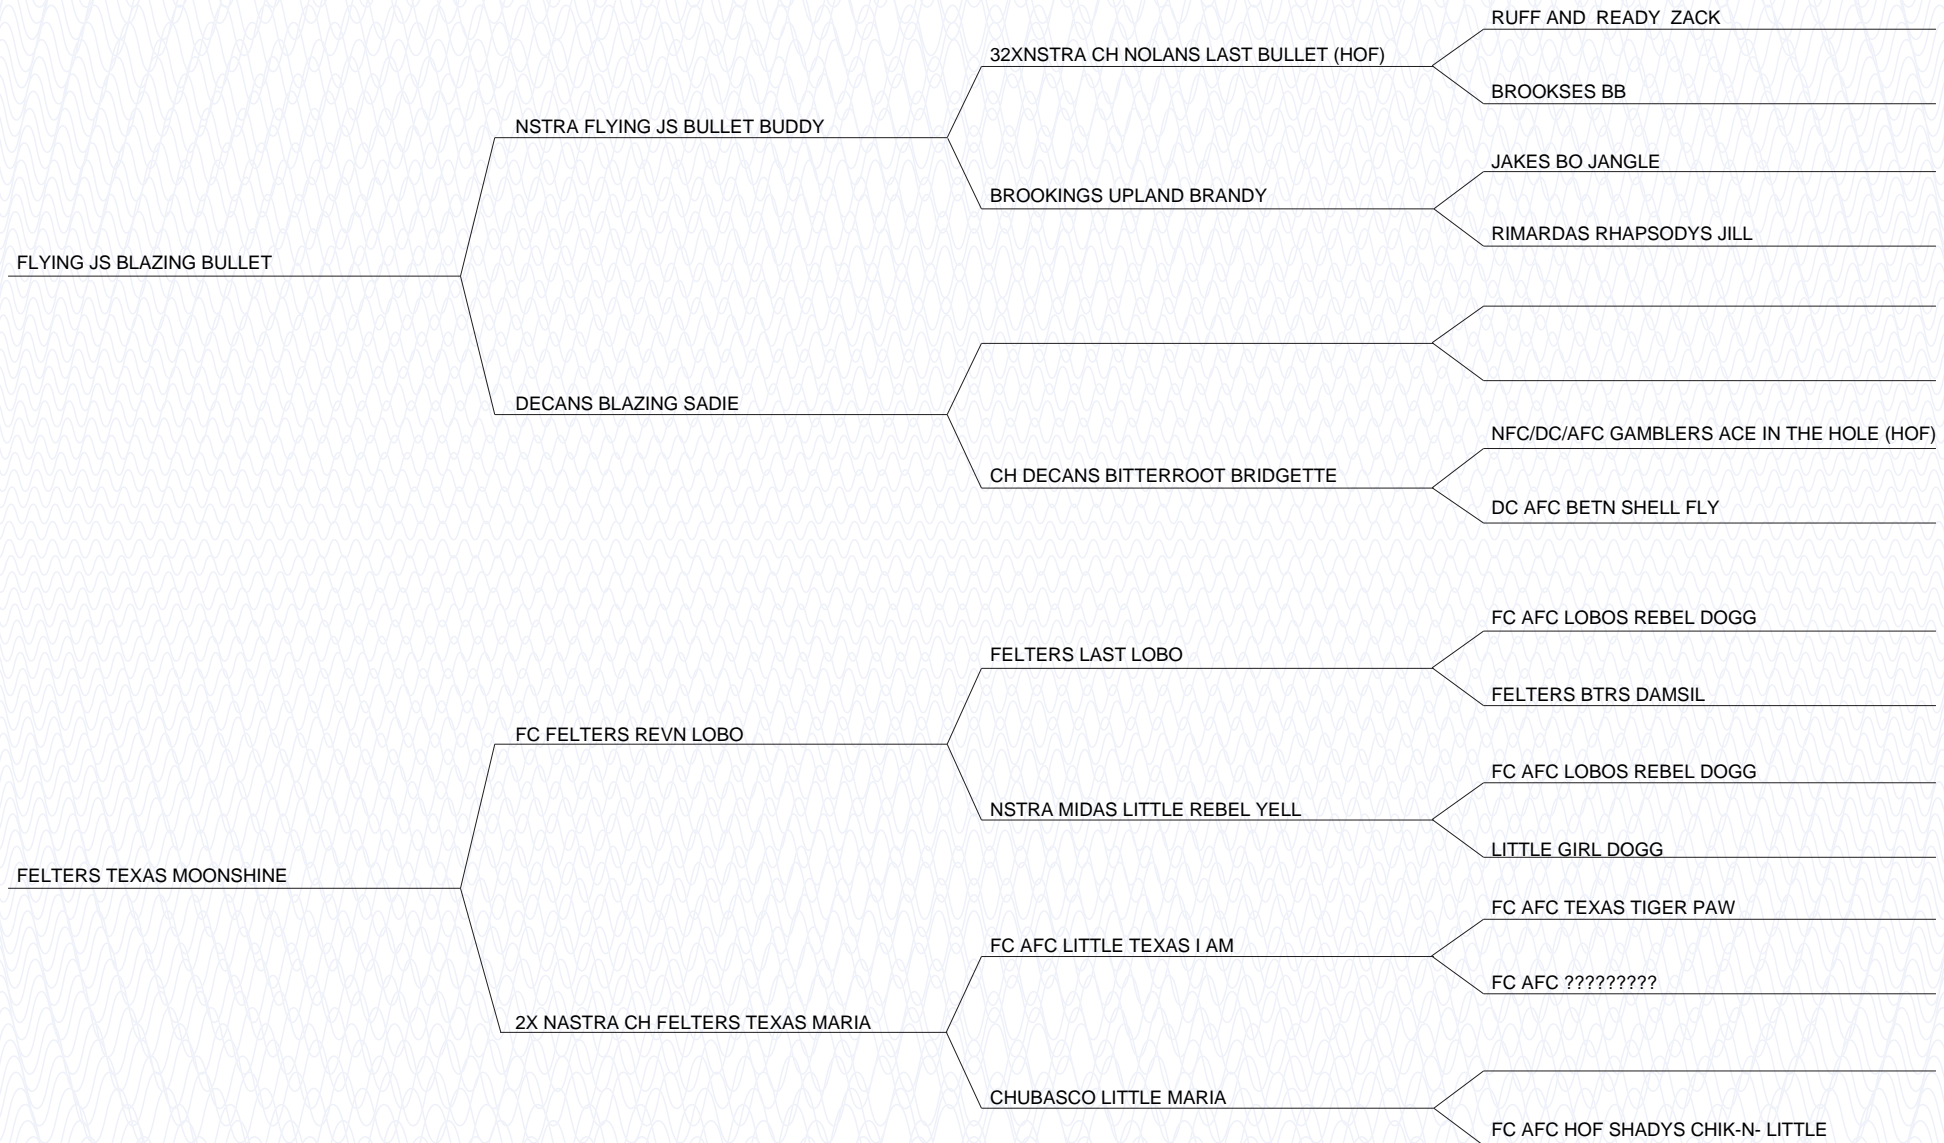 RUFF AND READY ZACK
32XNSTRA CH NOLANS LAST BULLET (HOF)
BROOKSES BB
NSTRA FLYING JS BULLET BUDDY
JAKES BO JANGLE
BROOKINGS UPLAND BRANDY
RIMARDAS RHAPSODYS JILL
FLYING JS BLAZING BULLET
DECANS BLAZING SADIE
NFC/DC/AFC GAMBLERS ACE IN THE HOLE (HOF)
CH DECANS BITTERROOT BRIDGETTE
DC AFC BETN SHELL FLY
FC AFC LOBOS REBEL DOGG
FELTERS LAST LOBO
FELTERS BTRS DAMSIL
FC FELTERS REVN LOBO
FC AFC LOBOS REBEL DOGG
NSTRA MIDAS LITTLE REBEL YELL
LITTLE GIRL DOGG
FELTERS TEXAS MOONSHINE
FC AFC TEXAS TIGER PAW
FC AFC LITTLE TEXAS I AM
FC AFC ?????????
2X NASTRA CH FELTERS TEXAS MARIA
CHUBASCO LITTLE MARIA
FC AFC HOF SHADYS CHIK-N- LITTLE